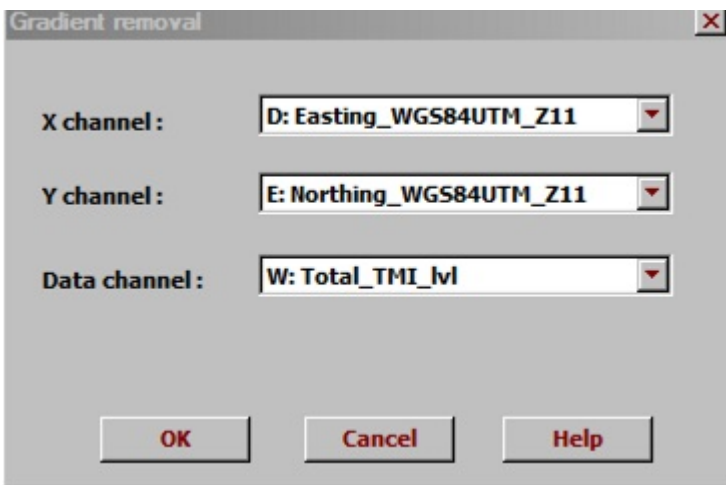 Gradient removal
X channel :
D: Easting_WGS84UTM_Z11
Y channel :
E: Northing_WGS84UTM_Z11
Data channel :
W: Total_TMI_lvl
OK
Cancel
Help